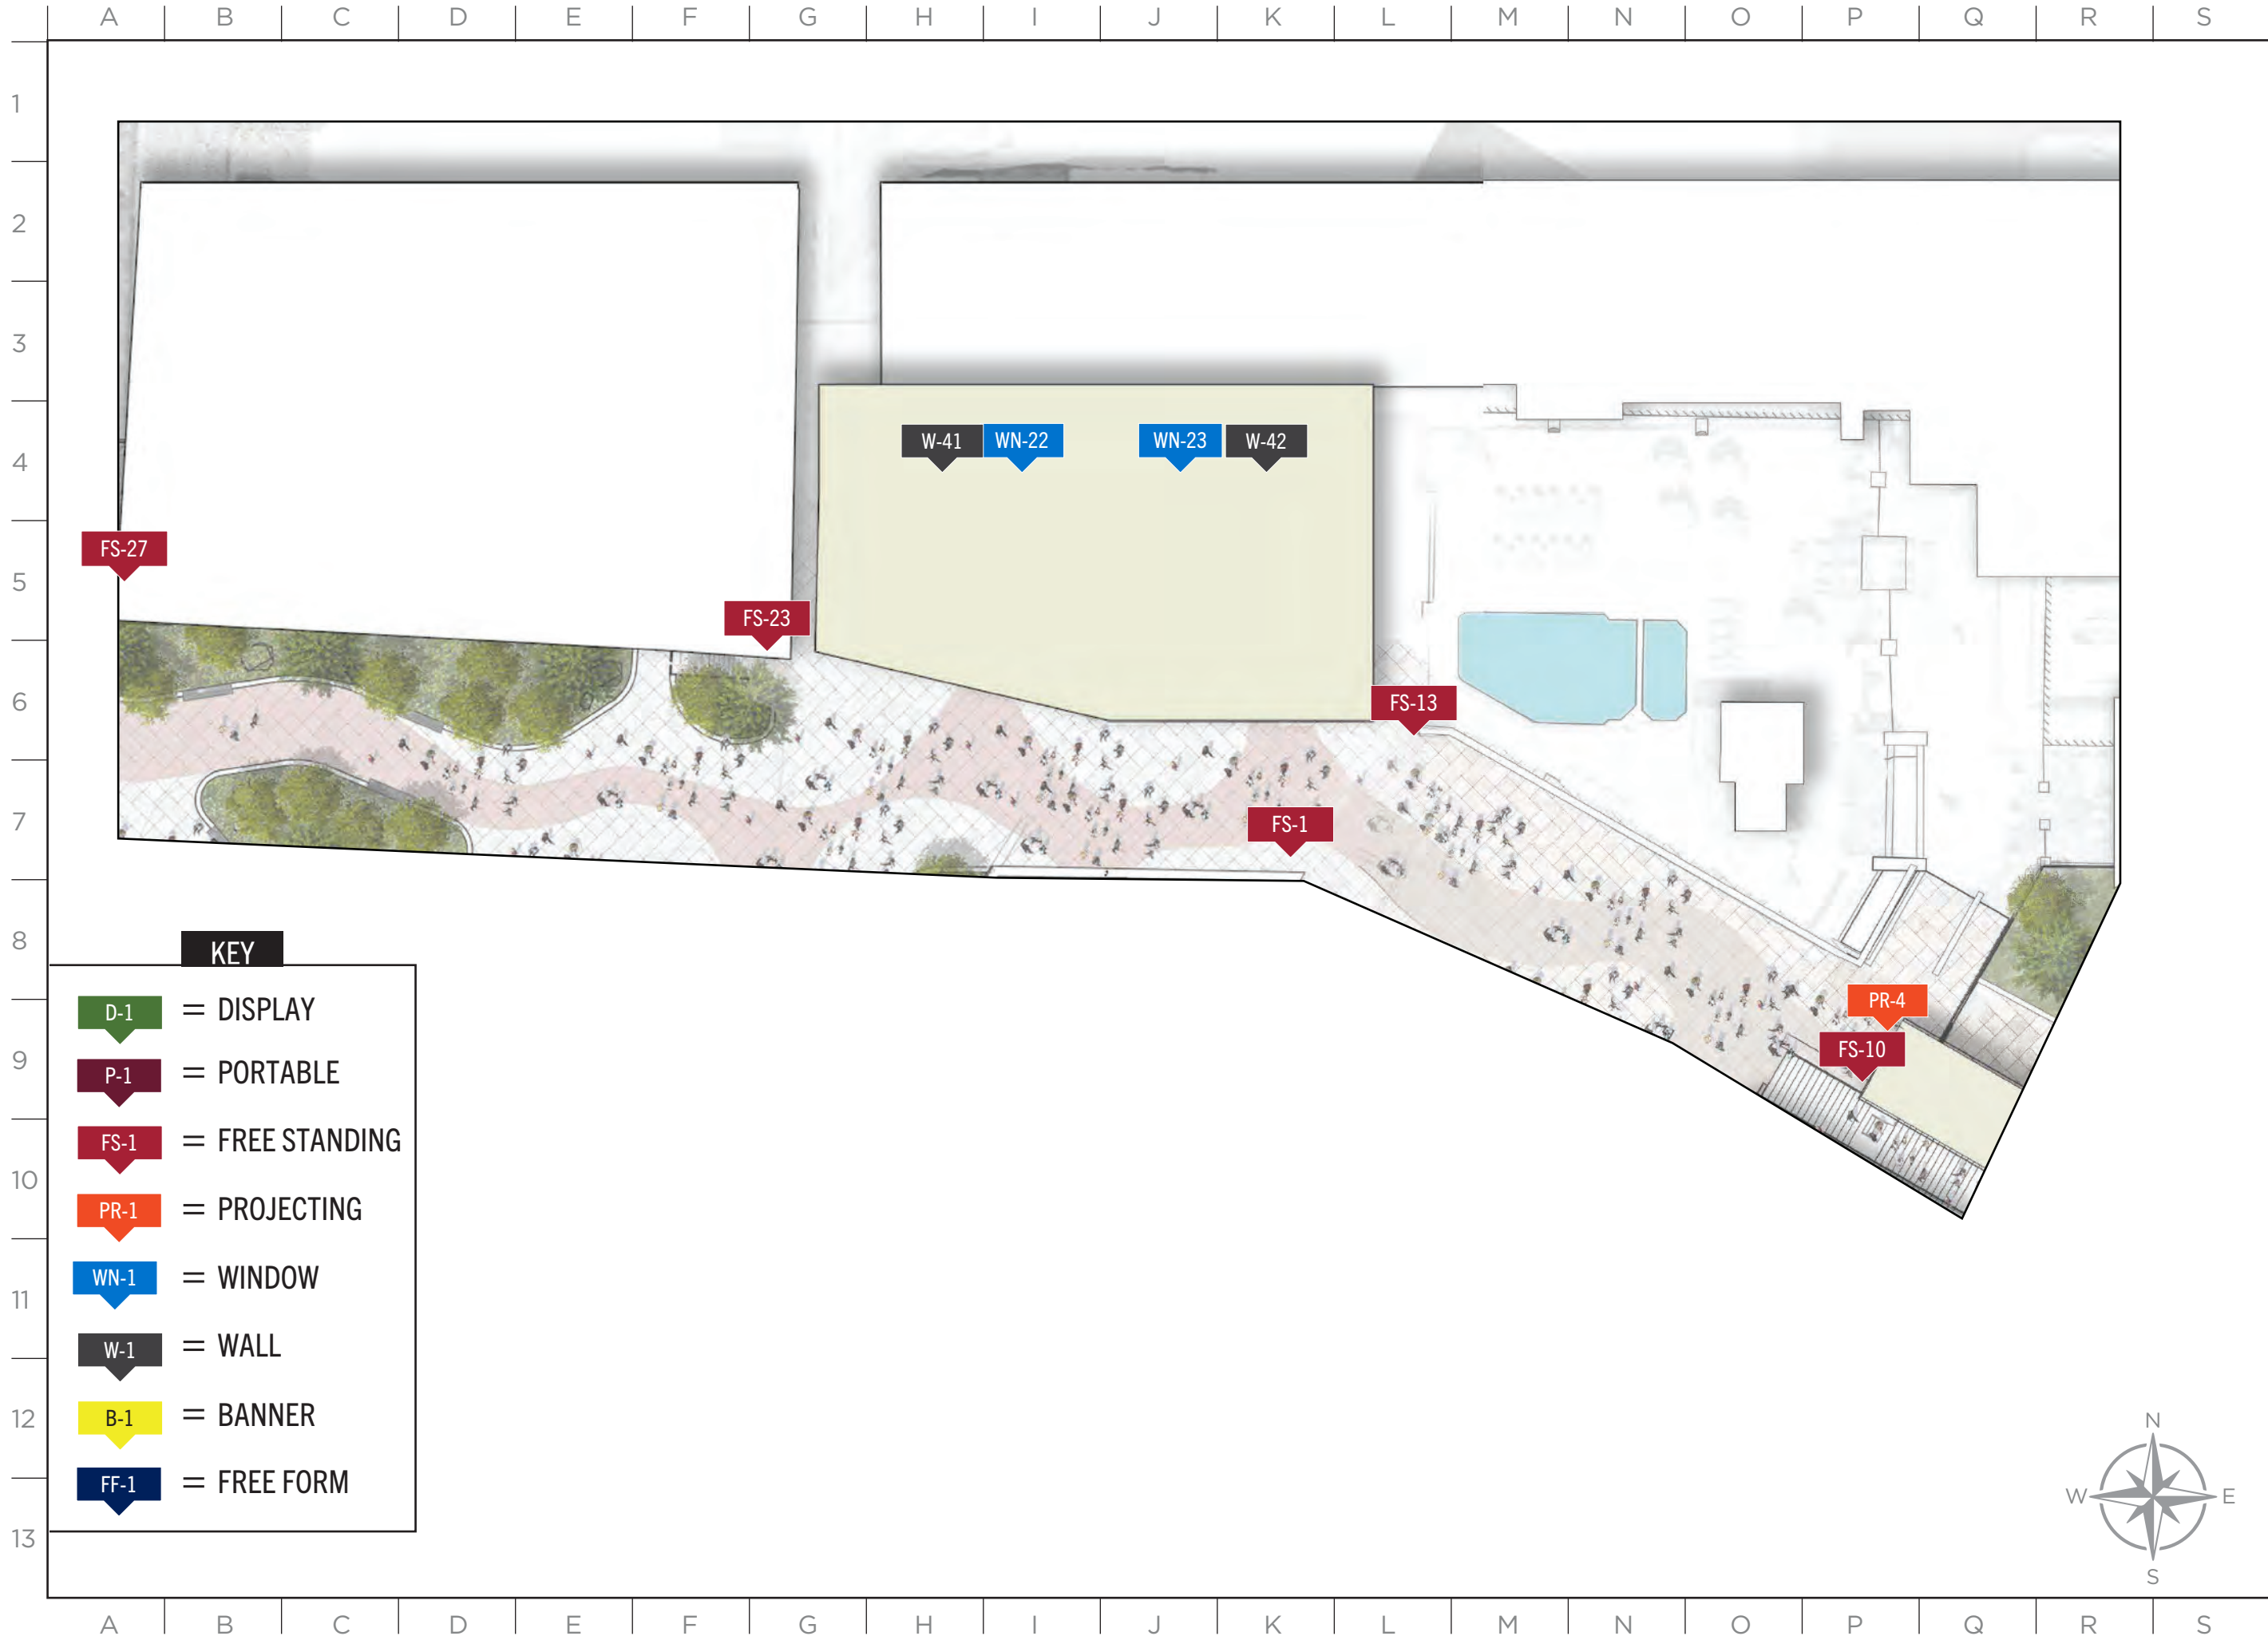 A B C D E F G H I J K L M N O P Q R S
1
2
3
W-41 WN-22 WN-23 W-42
4
FS-27
5
FS-23
6
FS-13
7
FS-1
8
KEY
D-1 = DISPLAY
PR-4
9
FS-10
P-1 = PORTABLE
FS-1 = FREE STANDING
10
PR-1 = PROJECTING
WN-1 = WINDOW
11
W-1 = WALL
12
B-1 = BANNER
N
FF-1 = FREE FORM
W E
13
S
A B C D E F G H I J K L M N O P Q R S